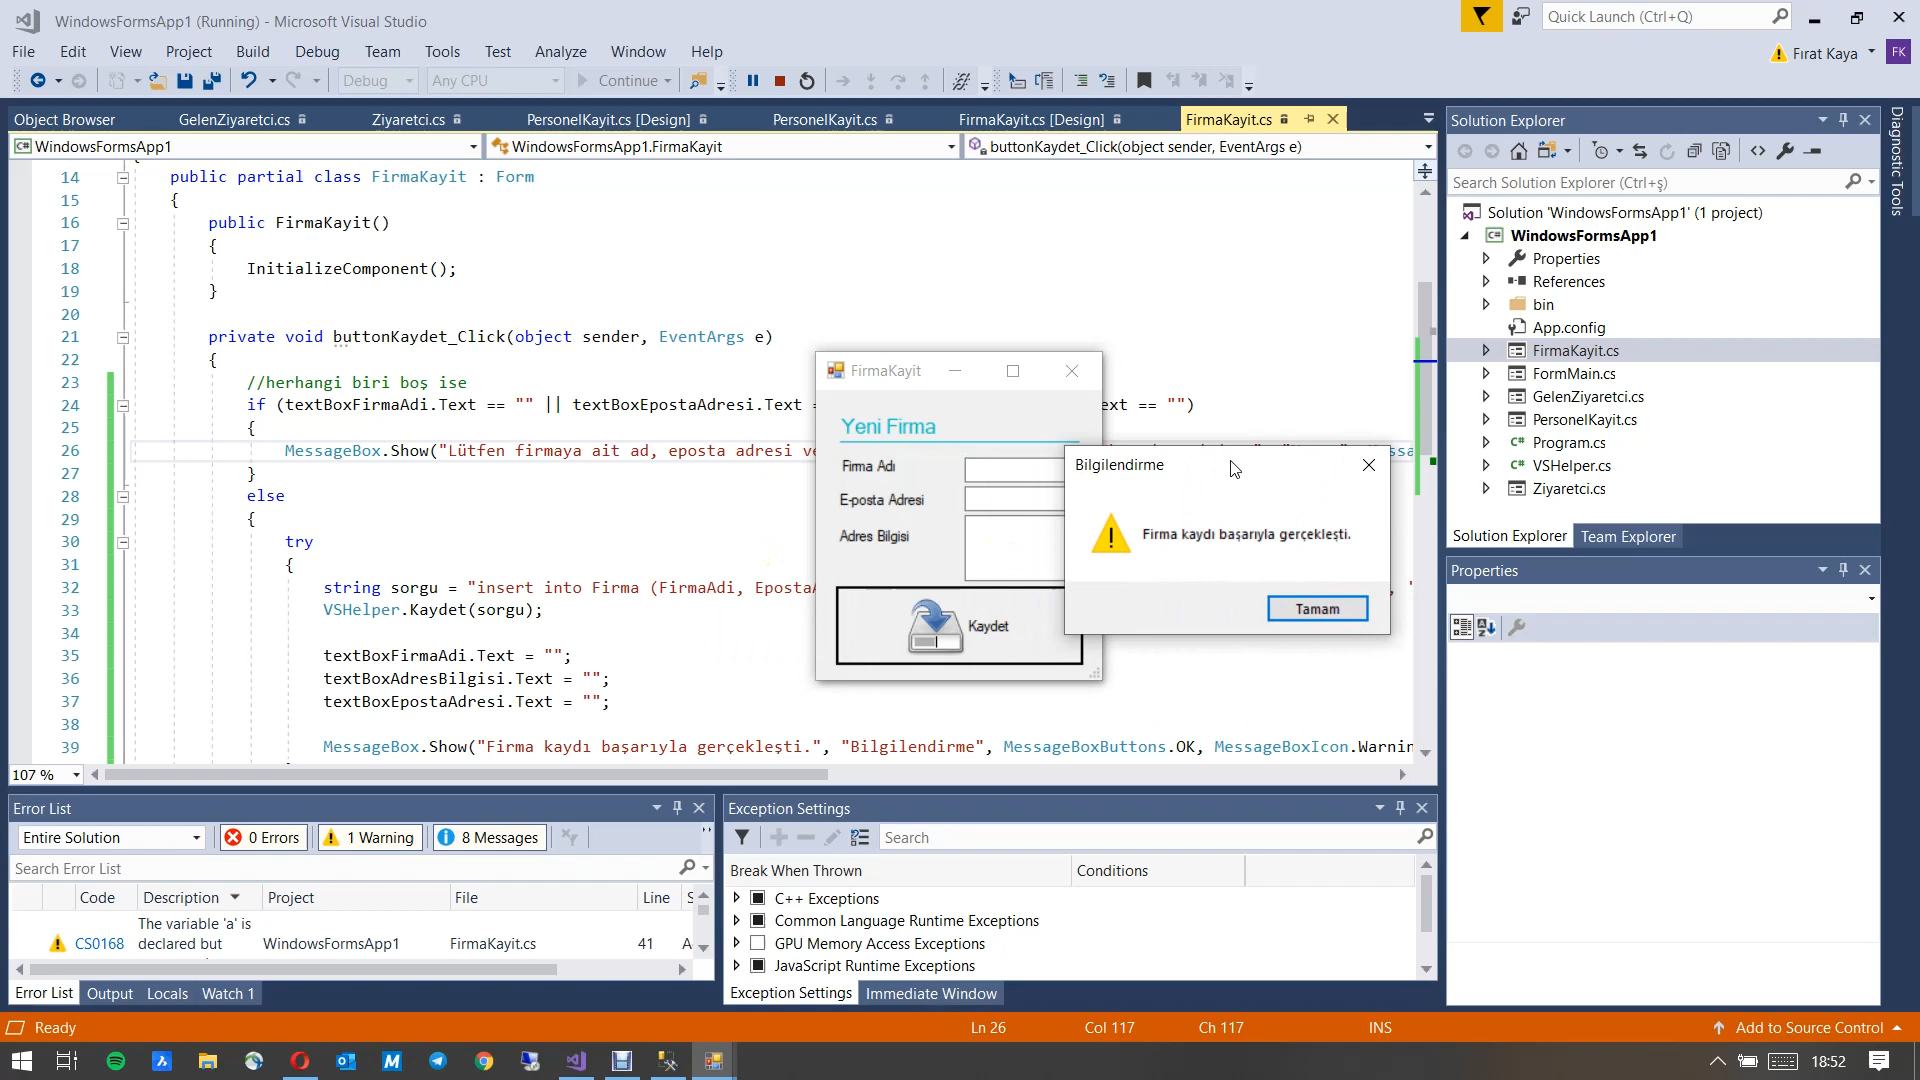 WindowsFormsApp1 (Running) - Microsoft Visual Studio
Quick Launch (Ctrl+Q)
File Edit View Project Build Debug Team Tools Test Analyze Window Help
Fırat Kaya FK
Debug Any CPU Continue
Object Browser GelenZiyaretci.cs Ziyaretci.cs PersonelKayit.cs [Design] PersonelKayit.cs FirmaKayit.cs [Design] FirmaKayit.cs
WindowsFormsApp1 WindowsFormsApp1.FirmaKayit buttonKaydet_Click(object sender, EventArgs e)
14 public partial class FirmaKayit : Form
15 {
16 public FirmaKayit()
17 {
18 InitializeComponent();
19 }
20
21 private void buttonKaydet_Click(object sender, EventArgs e)
22 {
23 //herhangi biri boş ise
24 if (textBoxFirmaAdi.Text == "" || textBoxEpostaAdresi.Text ext == "")
25 {
26 MessageBox.Show("Lütfen firmaya ait ad, eposta adresi
27 }
28 else
29 {
30 try
31 {
32 string sorgu = "insert into Firma (FirmaAdi, Eposta
33 VSHelper.Kaydet(sorgu);
34
35 textBoxFirmaAdi.Text = "";
36 textBoxAdresBilgisi.Text = "";
37 textBoxEpostaAdresi.Text = "";
38
39 MessageBox.Show("Firma kaydı başarıyla gerçekleşti.", "Bilgilendirme", MessageBoxButtons.OK, MessageBoxIcon.Warnin
107 %
FirmaKayit
Yeni Firma
Firma Adı
E-posta Adresi
Adres Bilgisi
Kaydet
Bilgilendirme
Firma kaydı başarıyla gerçekleşti.
Tamam
Solution Explorer
Search Solution Explorer (Ctrl+ş)
Solution 'WindowsFormsApp1' (1 project)
WindowsFormsApp1
Properties
References
bin
App.config
FirmaKayit.cs
FormMain.cs
GelenZiyaretci.cs
PersonelKayit.cs
Program.cs
VSHelper.cs
Ziyaretci.cs
Solution Explorer Team Explorer
Properties
Diagnostic Tools
Error List
Entire Solution 0 Errors 1 Warning 8 Messages
Search Error List
Code Description Project File Line S
CS0168 The variable 'a' is declared but WindowsFormsApp1 FirmaKayit.cs 41 A
Error List Output Locals Watch 1
Exception Settings
Search
Break When Thrown Conditions
C++ Exceptions
Common Language Runtime Exceptions
GPU Memory Access Exceptions
JavaScript Runtime Exceptions
Exception Settings Immediate Window
Ready Ln 26 Col 117 Ch 117 INS Add to Source Control
18:52